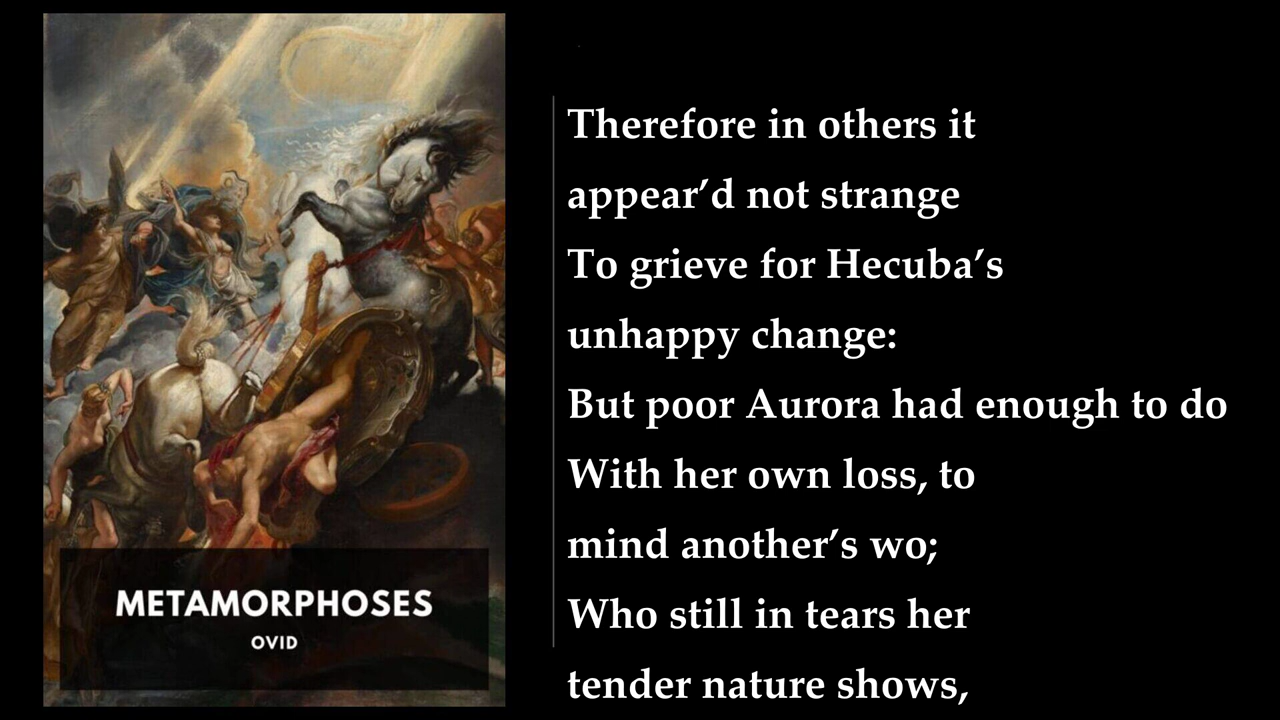 METAMORPHOSES
OVID
Therefore in others it
appear’d not strange
To grieve for Hecuba’s
unhappy change:
But poor Aurora had enough to do
With her own loss, to
mind another’s wo;
Who still in tears her
tender nature shows,